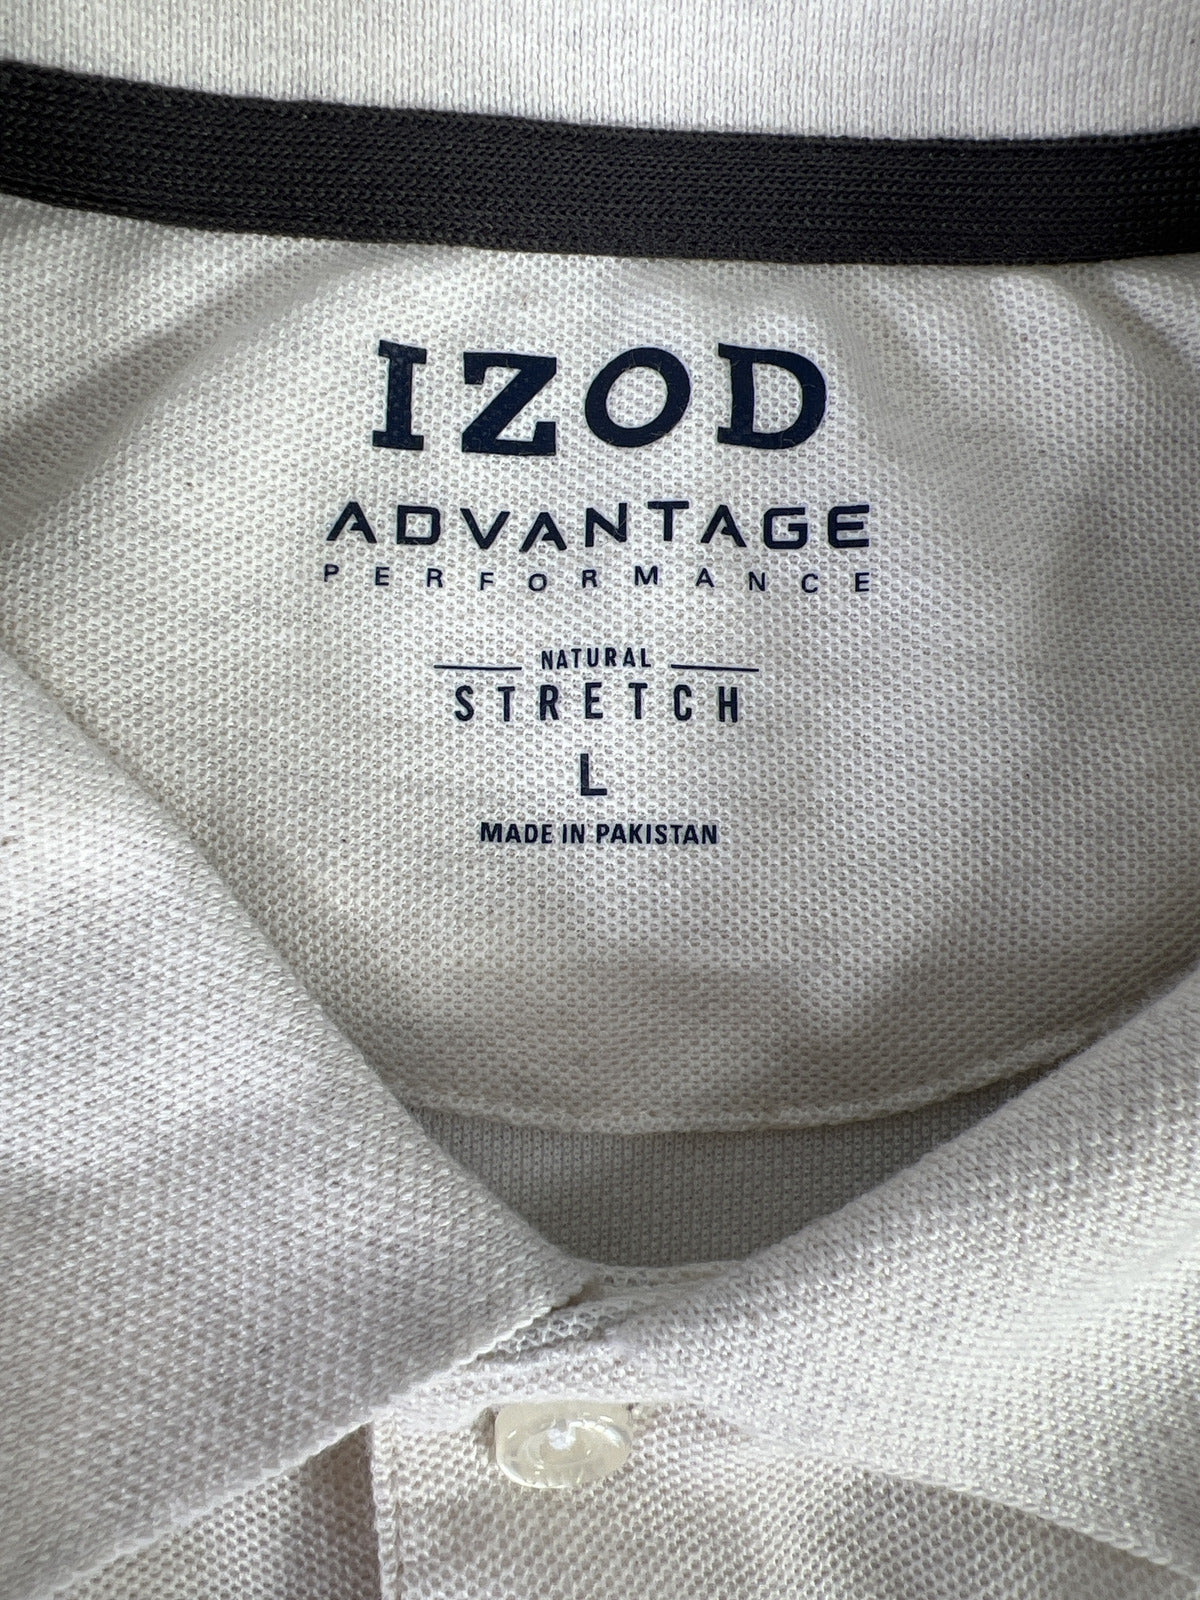 IZOD
ADVANTAGE
PERFORMANCE
NATURAL
STRETCH
L
MADE IN PAKISTAN